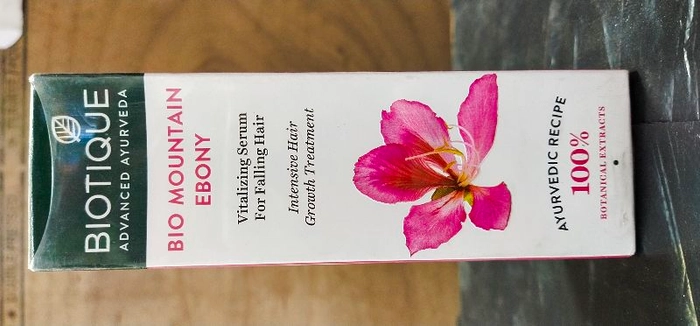 BIOTIQUE
ADVANCED AYURVEDA
BIO MOUNTAIN
EBONY
Vitalizing Serum
For Falling Hair
Intensive Hair
Growth Treatment
AYURVEDIC RECIPE
100%
BOTANICAL EXTRACTS